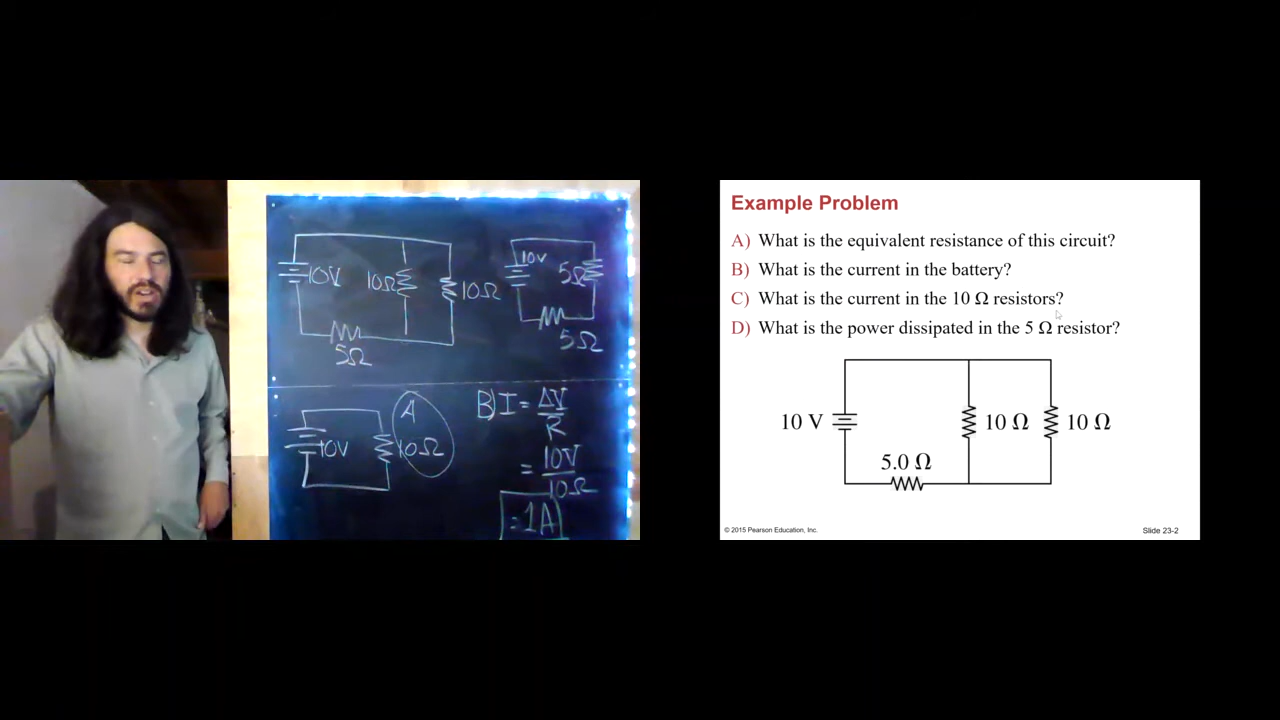 10V
10Ω
10Ω
5Ω
10V
5Ω
5Ω
10V
A
10Ω
B) I = ΔV
R
= 10V
10Ω
= 1A
Example Problem
A) What is the equivalent resistance of this circuit?
B) What is the current in the battery?
C) What is the current in the 10 Ω resistors?
D) What is the power dissipated in the 5 Ω resistor?
10 V
10 Ω
10 Ω
5.0 Ω
© 2015 Pearson Education, Inc.
Slide 23-2